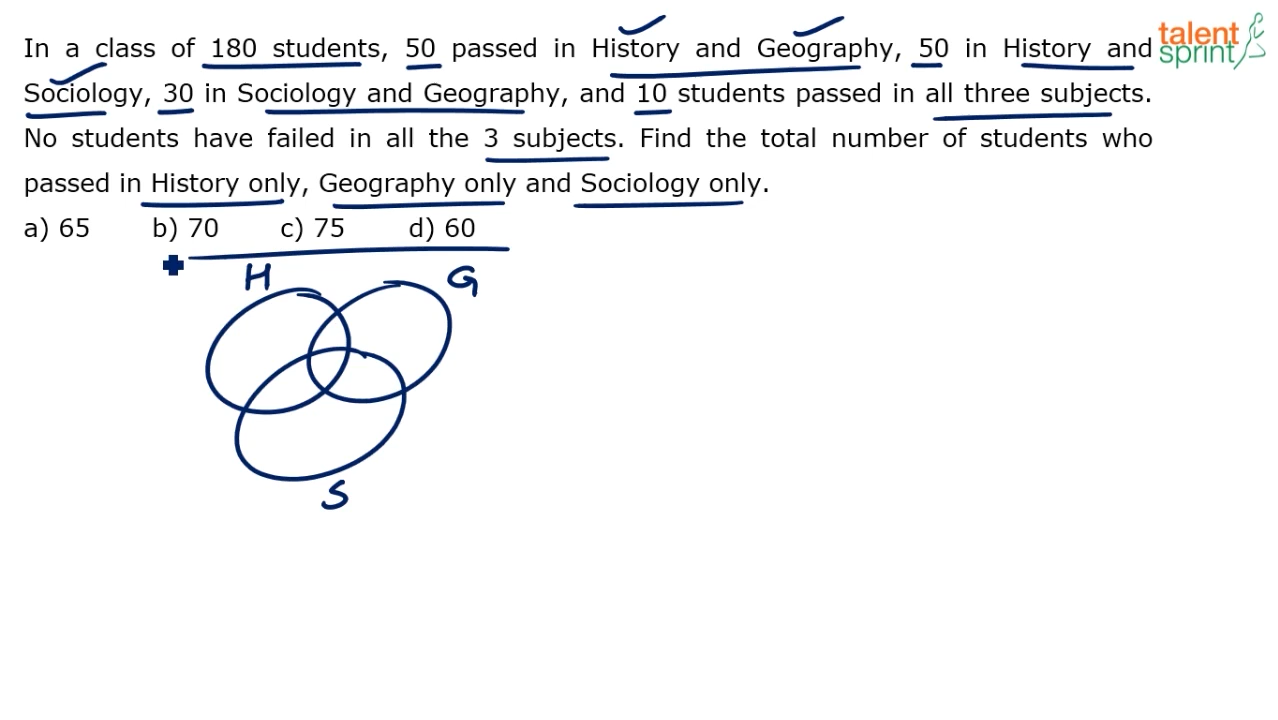 In a class of 180 students, 50 passed in History and Geography, 50 in History and
talent
sprint
Sociology, 30 in Sociology and Geography, and 10 students passed in all three subjects.
No students have failed in all the 3 subjects. Find the total number of students who
passed in History only, Geography only and Sociology only.
a) 65 b) 70 c) 75 d) 60
H G
S